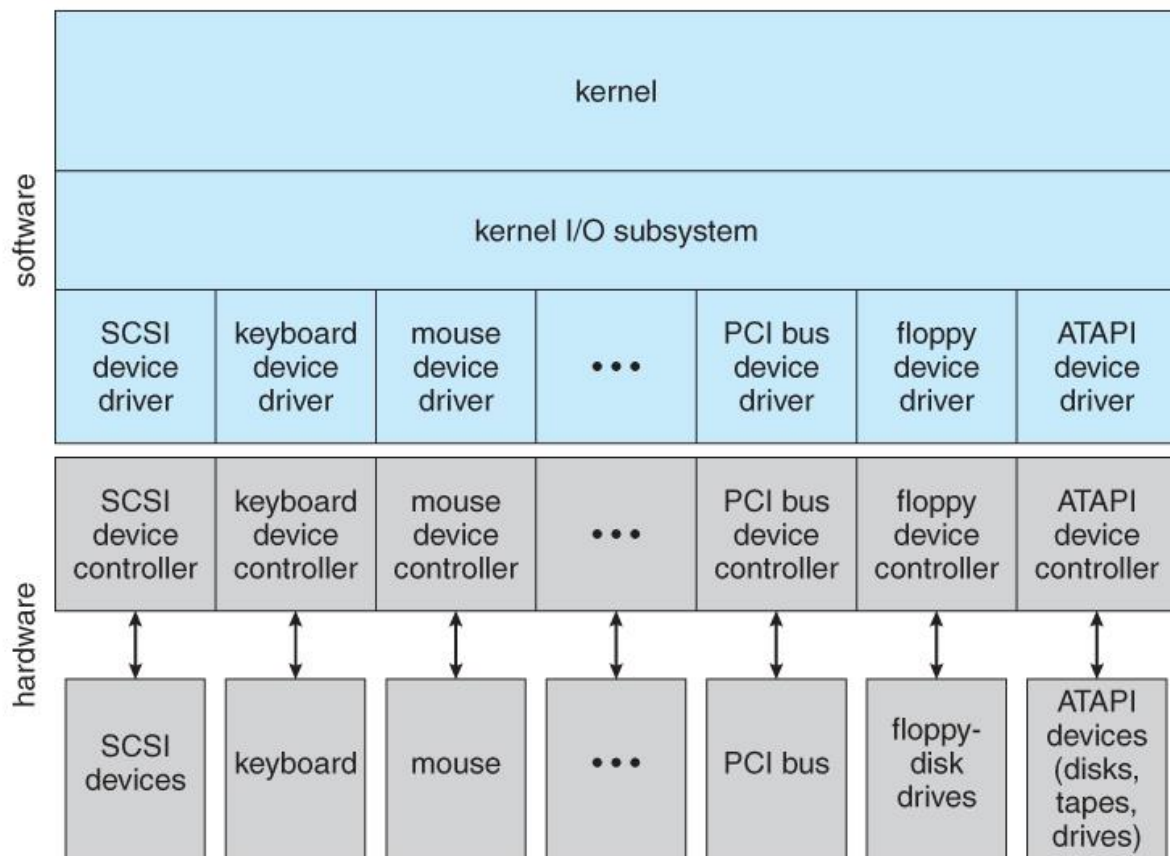 software
kernel
kernel I/O subsystem
SCSI
device
driver
keyboard
device
driver
mouse
device
driver
•••
PCI bus
device
driver
floppy
device
driver
ATAPI
device
driver
hardware
SCSI
device
controller
keyboard
device
controller
mouse
device
controller
•••
PCI bus
device
controller
floppy
device
controller
ATAPI
device
controller
SCSI
devices
keyboard
mouse
•••
PCI bus
floppy-
disk
drives
ATAPI
devices
(disks,
tapes,
drives)